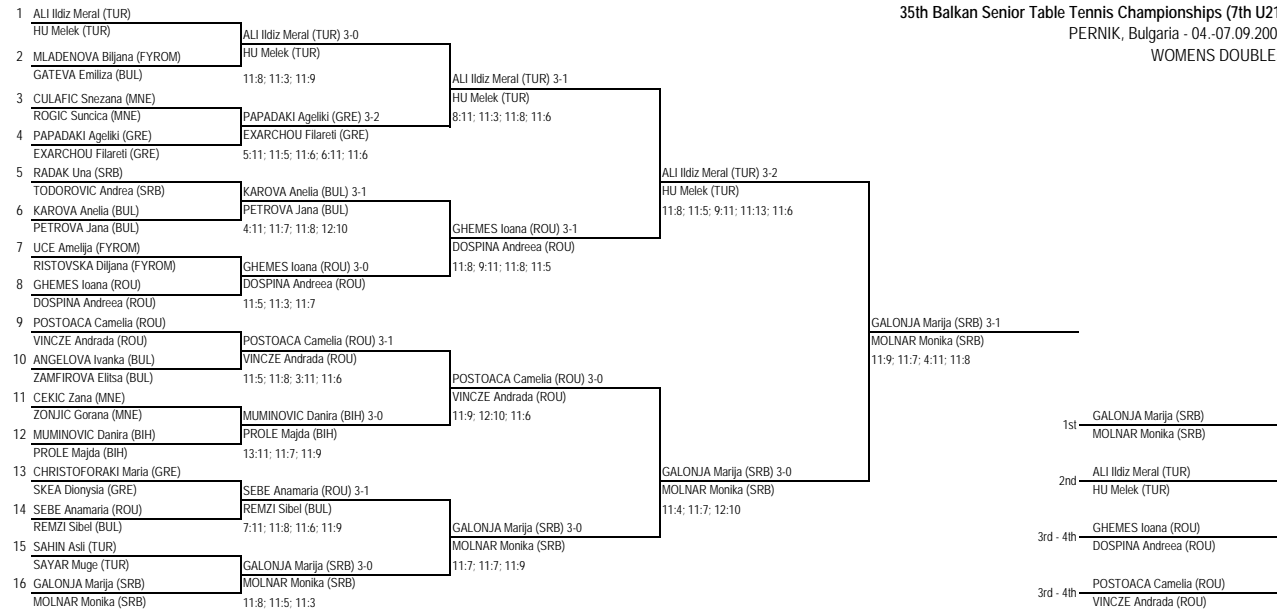 35th Balkan Senior Table Tennis Championships (7th U21
PERNIK, Bulgaria - 04.-07.09.200
WOMENS DOUBLE
1 ALI Ildiz Meral (TUR)
HU Melek (TUR)
2 MLADENOVA Biljana (FYROM)
GATEVA Emiliza (BUL)
3 CULAFIC Snezana (MNE)
ROGIC Suncica (MNE)
4 PAPADAKI Ageliki (GRE)
EXARCHOU Filareti (GRE)
5 RADAK Una (SRB)
TODOROVIC Andrea (SRB)
6 KAROVA Anelia (BUL)
PETROVA Jana (BUL)
7 UCE Amelija (FYROM)
RISTOVSKA Diljana (FYROM)
8 GHEMES Ioana (ROU)
DOSPINA Andreea (ROU)
9 POSTOACA Camelia (ROU)
VINCZE Andrada (ROU)
10 ANGELOVA Ivanka (BUL)
ZAMFIROVA Elitsa (BUL)
11 CEKIC Zana (MNE)
ZONJIC Gorana (MNE)
12 MUMINOVIC Danira (BIH)
PROLE Majda (BIH)
13 CHRISTOFORAKI Maria (GRE)
SKEA Dionysia (GRE)
14 SEBE Anamaria (ROU)
REMZI Sibel (BUL)
15 SAHIN Asli (TUR)
SAYAR Muge (TUR)
16 GALONJA Marija (SRB)
MOLNAR Monika (SRB)
ALI Ildiz Meral (TUR) 3-0
HU Melek (TUR)
11:8; 11:3; 11:9
PAPADAKI Ageliki (GRE) 3-2
EXARCHOU Filareti (GRE)
5:11; 11:5; 11:6; 6:11; 11:6
KAROVA Anelia (BUL) 3-1
PETROVA Jana (BUL)
4:11; 11:7; 11:8; 12:10
GHEMES Ioana (ROU) 3-0
DOSPINA Andreea (ROU)
11:5; 11:3; 11:7
POSTOACA Camelia (ROU) 3-1
VINCZE Andrada (ROU)
11:5; 11:8; 3:11; 11:6
MUMINOVIC Danira (BIH) 3-0
PROLE Majda (BIH)
13:11; 11:7; 11:9
SEBE Anamaria (ROU) 3-1
REMZI Sibel (BUL)
7:11; 11:8; 11:6; 11:9
GALONJA Marija (SRB) 3-0
MOLNAR Monika (SRB)
11:8; 11:5; 11:3
ALI Ildiz Meral (TUR) 3-1
HU Melek (TUR)
8:11; 11:3; 11:8; 11:6
GHEMES Ioana (ROU) 3-1
DOSPINA Andreea (ROU)
11:8; 9:11; 11:8; 11:5
POSTOACA Camelia (ROU) 3-0
VINCZE Andrada (ROU)
11:9; 12:10; 11:6
GALONJA Marija (SRB) 3-0
MOLNAR Monika (SRB)
11:7; 11:7; 11:9
ALI Ildiz Meral (TUR) 3-2
HU Melek (TUR)
11:8; 11:5; 9:11; 11:13; 11:6
GALONJA Marija (SRB) 3-0
MOLNAR Monika (SRB)
11:4; 11:7; 12:10
GALONJA Marija (SRB) 3-1
MOLNAR Monika (SRB)
11:9; 11:7; 4:11; 11:8
1st GALONJA Marija (SRB)
MOLNAR Monika (SRB)
2nd ALI Ildiz Meral (TUR)
HU Melek (TUR)
3rd - 4th GHEMES Ioana (ROU)
DOSPINA Andreea (ROU)
3rd - 4th POSTOACA Camelia (ROU)
VINCZE Andrada (ROU)